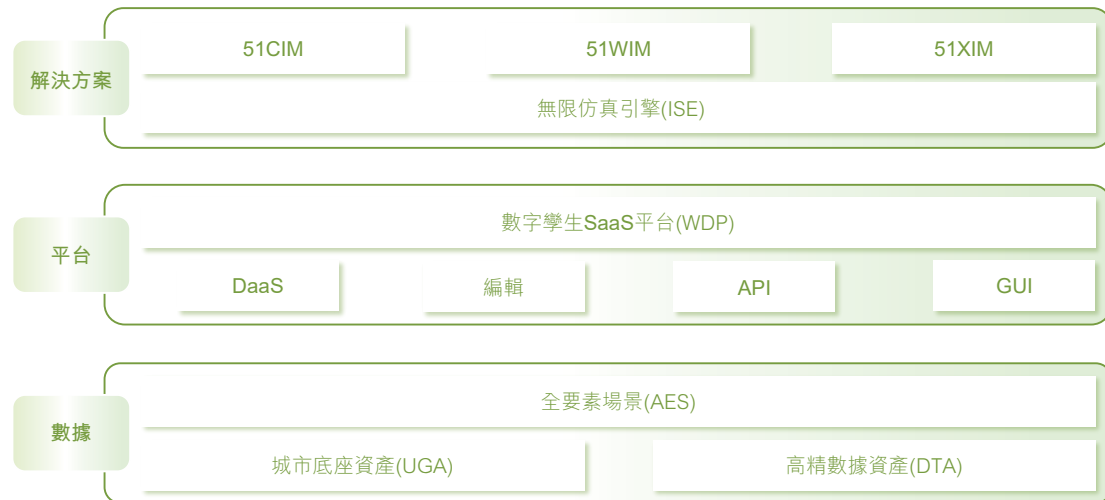 51CIM
51WIM
51XIM
解決方案
無限仿真引擎(ISE)
數字孿生SaaS平台(WDP)
平台
DaaS
編輯
API
GUI
全要素場景(AES)
數據
城市底座資產(UGA)
高精數據資產(DTA)